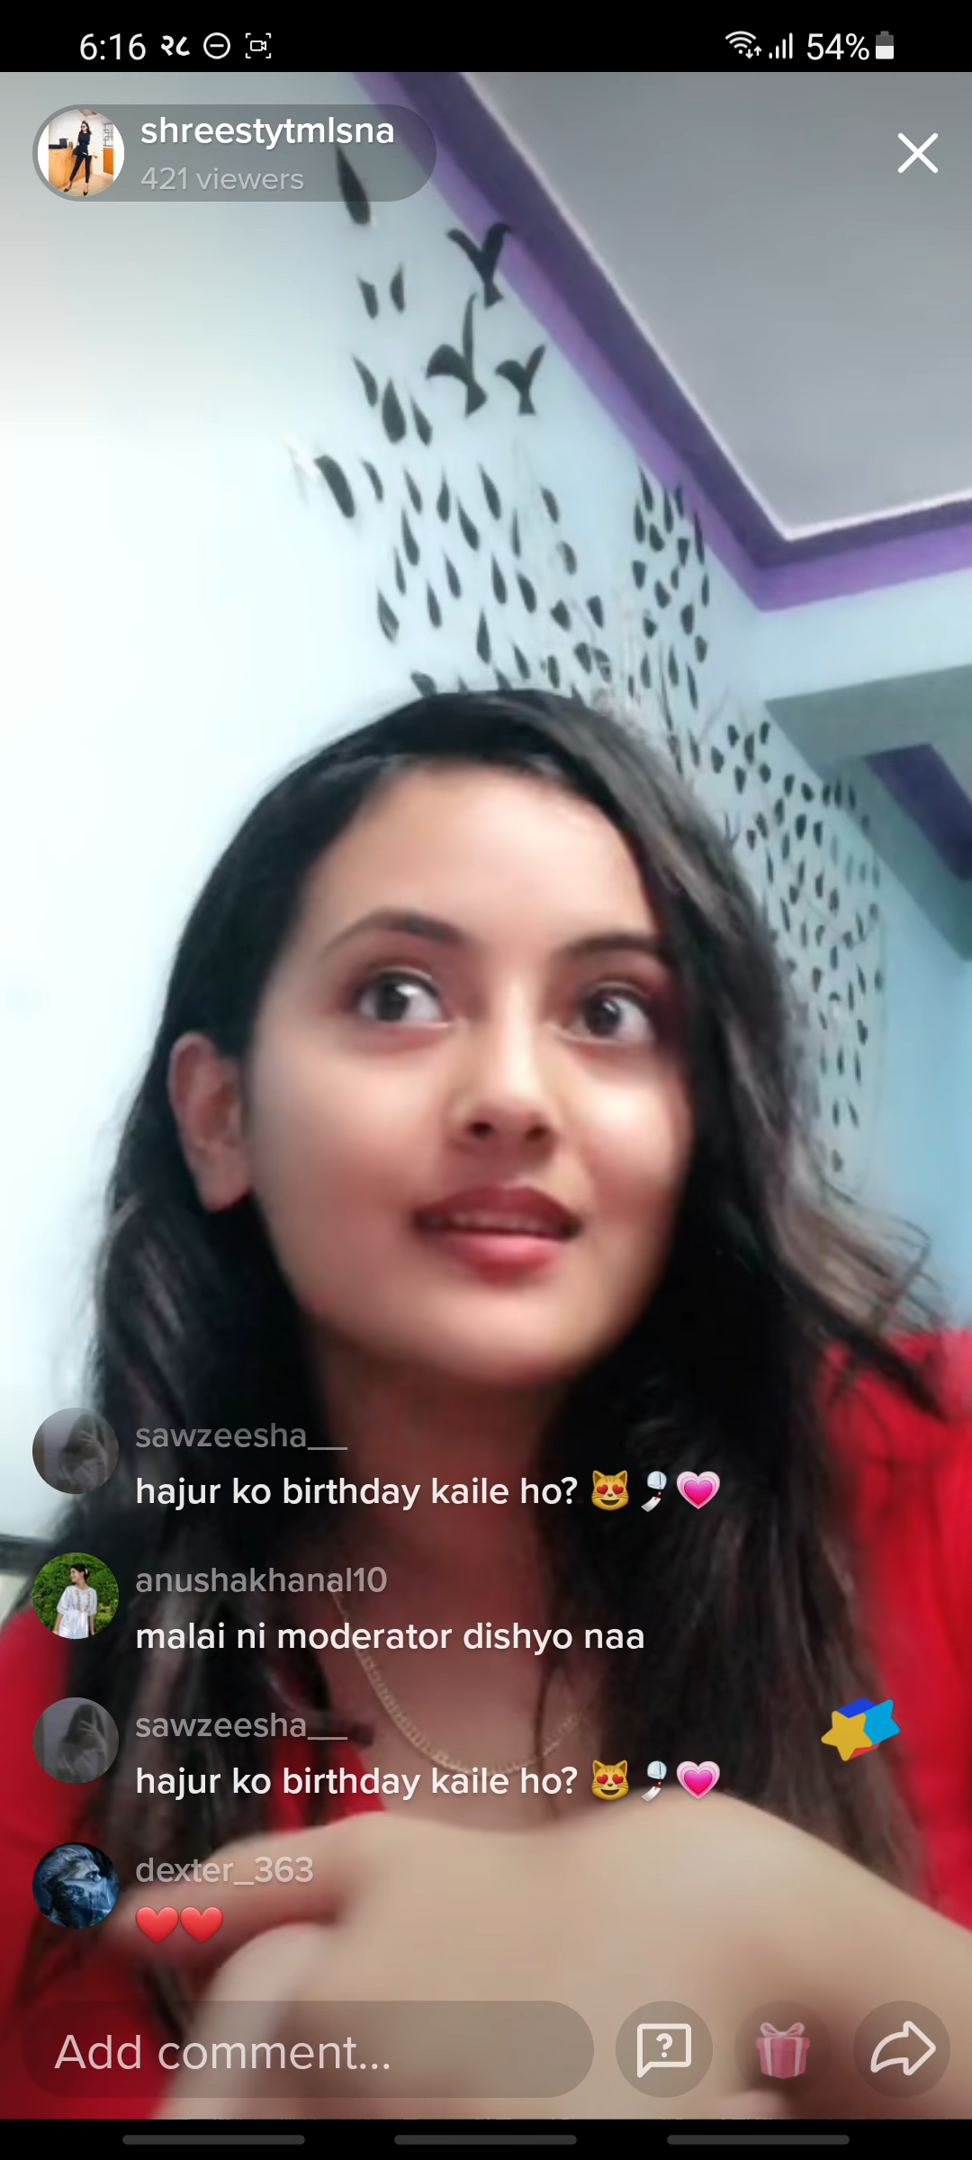 6:16 २८ 54%
shreestytmlsna
421 viewers
sawzeesha__
hajur ko birthday kaile ho? 😻🎐💗
anushakhanal10
malai ni moderator dishyo naa
sawzeesha__
hajur ko birthday kaile ho? 😻🎐💗
dexter_363
❤️❤️
Add comment...